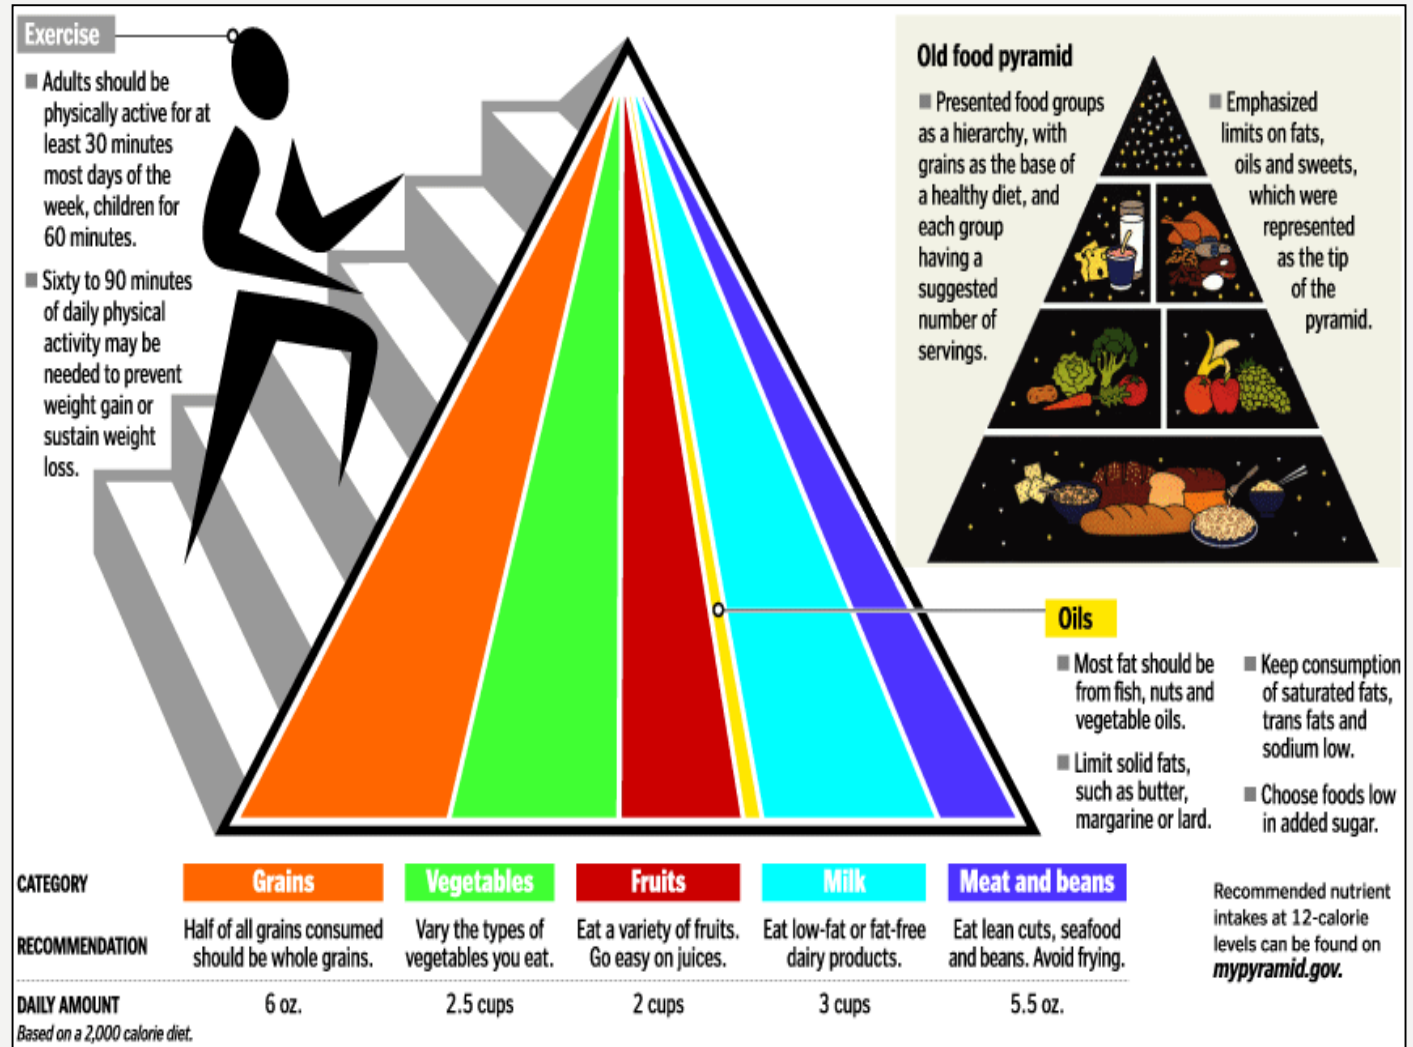 Exercise
Adults should be
physically active for at
least 30 minutes
most days of the
week, children for
60 minutes.
Sixty to 90 minutes
of daily physical
activity may be
needed to prevent
weight gain or
sustain weight
loss.
Old food pyramid
Presented food groups
as a hierarchy, with
grains as the base of
a healthy diet, and
each group
having a
suggested
number of
servings.
Emphasized
limits on fats,
oils and sweets,
which were
represented
as the tip
of the
pyramid.
Oils
Most fat should be
from fish, nuts and
vegetable oils.
Limit solid fats,
such as butter,
margarine or lard.
Keep consumption
of saturated fats,
trans fats and
sodium low.
Choose foods low
in added sugar.
CATEGORY Grains Vegetables Fruits Milk Meat and beans
RECOMMENDATION
Half of all grains consumed
should be whole grains.
Vary the types of
vegetables you eat.
Eat a variety of fruits.
Go easy on juices.
Eat low-fat or fat-free
dairy products.
Eat lean cuts, seafood
and beans. Avoid frying.
DAILY AMOUNT 6 oz. 2.5 cups 2 cups 3 cups 5.5 oz.
Based on a 2,000 calorie diet.
Recommended nutrient
intakes at 12-calorie
levels can be found on
mypyramid.gov.